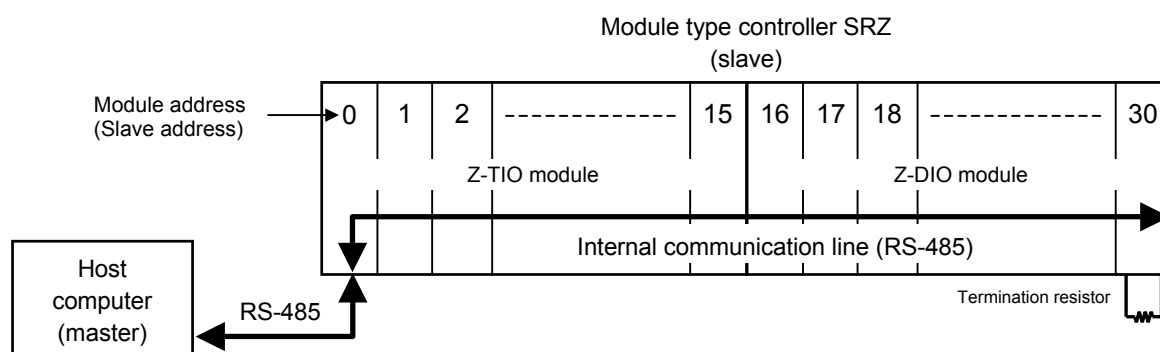 Module type controller SRZ
(slave)
Module address
(Slave address)
0 1 2 15 16 17 18 30
Z-TIO module Z-DIO module
Internal communication line (RS-485)
Host
computer
(master)
RS-485
Termination resistor